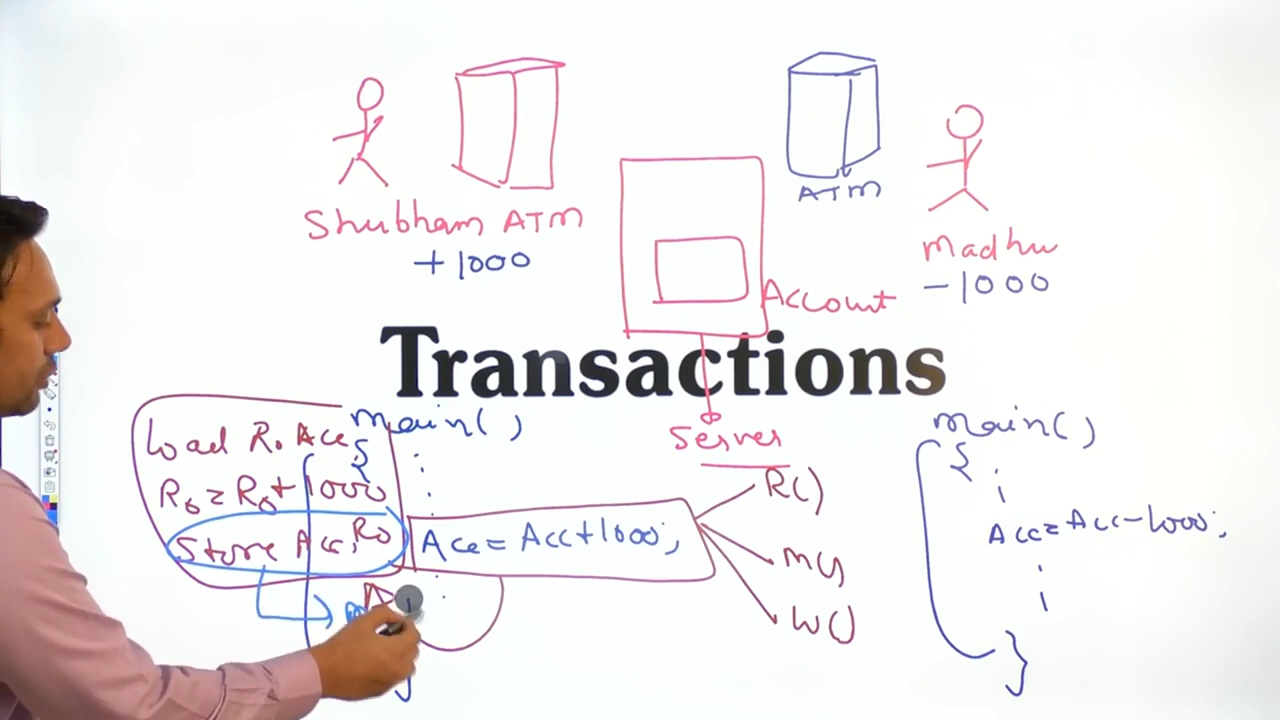 ATM
Shubham ATM
Madhu
+1000
-1000
Account
Transactions
main()
main()
Server
Load R0 Acc
{
{
R0 = R0 + 1000
R()
Store Acc, R0
Acc = Acc + 1000;
Acc = Acc - 1000;
M()
W()
}
}